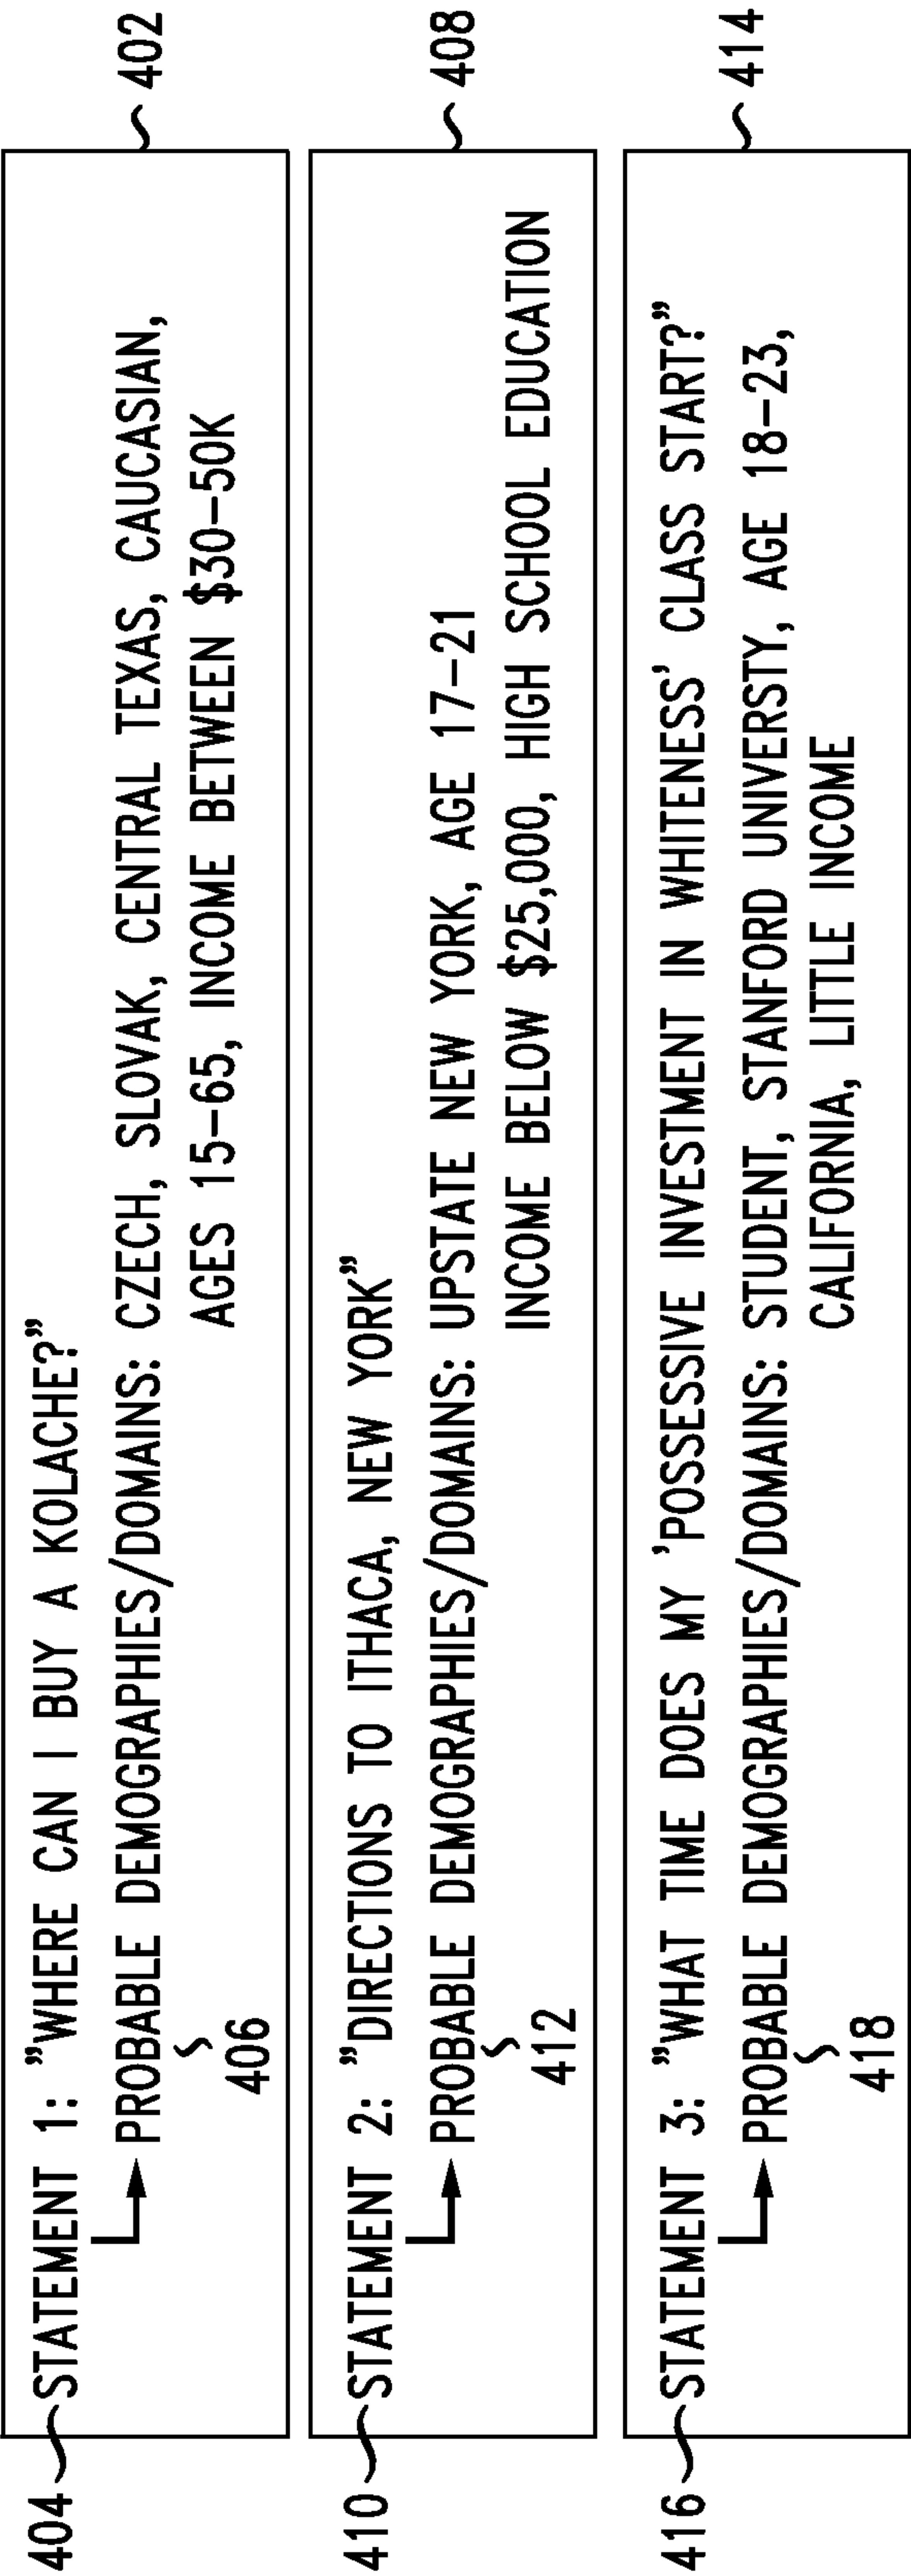 402
404 STATEMENT 1: "WHERE CAN I BUY A KOLACHE?"
PROBABLE DEMOGRAPHIES/DOMAINS: CZECH, SLOVAK, CENTRAL TEXAS, CAUCASIAN,
406 AGES 15-65, INCOME BETWEEN $30-50K
408
410 STATEMENT 2: "DIRECTIONS TO ITHACA, NEW YORK"
PROBABLE DEMOGRAPHIES/DOMAINS: UPSTATE NEW YORK, AGE 17-21
412 INCOME BELOW $25,000, HIGH SCHOOL EDUCATION
414
416 STATEMENT 3: "WHAT TIME DOES MY 'POSSESSIVE INVESTMENT IN WHITENESS' CLASS START?"
PROBABLE DEMOGRAPHIES/DOMAINS: STUDENT, STANFORD UNIVERSTY, AGE 18-23,
418 CALIFORNIA, LITTLE INCOME